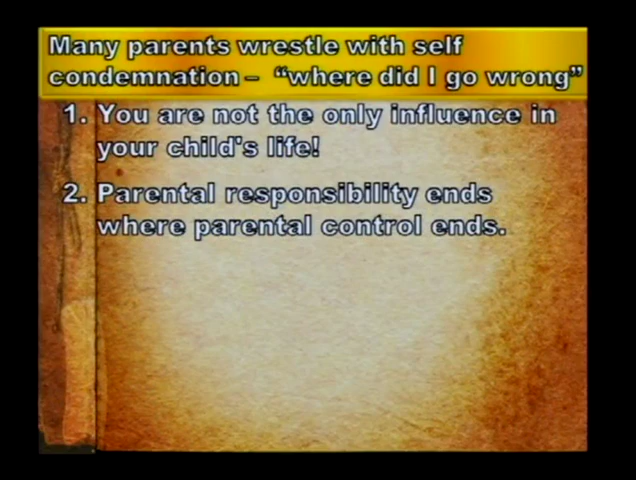 Many parents wrestle with self
condemnation – “where did I go wrong”
1. You are not the only influence in
your child's life!
2. Parental responsibility ends
where parental control ends.